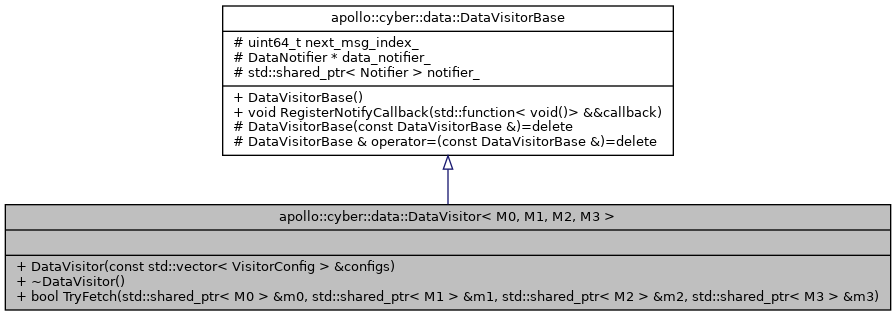 apollo::cyber::data::DataVisitorBase
# uint64_t next_msg_index_
# DataNotifier * data_notifier_
# std::shared_ptr< Notifier > notifier_
+ DataVisitorBase()
+ void RegisterNotifyCallback(std::function< void()> &&callback)
# DataVisitorBase(const DataVisitorBase &)=delete
# DataVisitorBase & operator=(const DataVisitorBase &)=delete
apollo::cyber::data::DataVisitor< M0, M1, M2, M3 >
+ DataVisitor(const std::vector< VisitorConfig > &configs)
+ ~DataVisitor()
+ bool TryFetch(std::shared_ptr< M0 > &m0, std::shared_ptr< M1 > &m1, std::shared_ptr< M2 > &m2, std::shared_ptr< M3 > &m3)